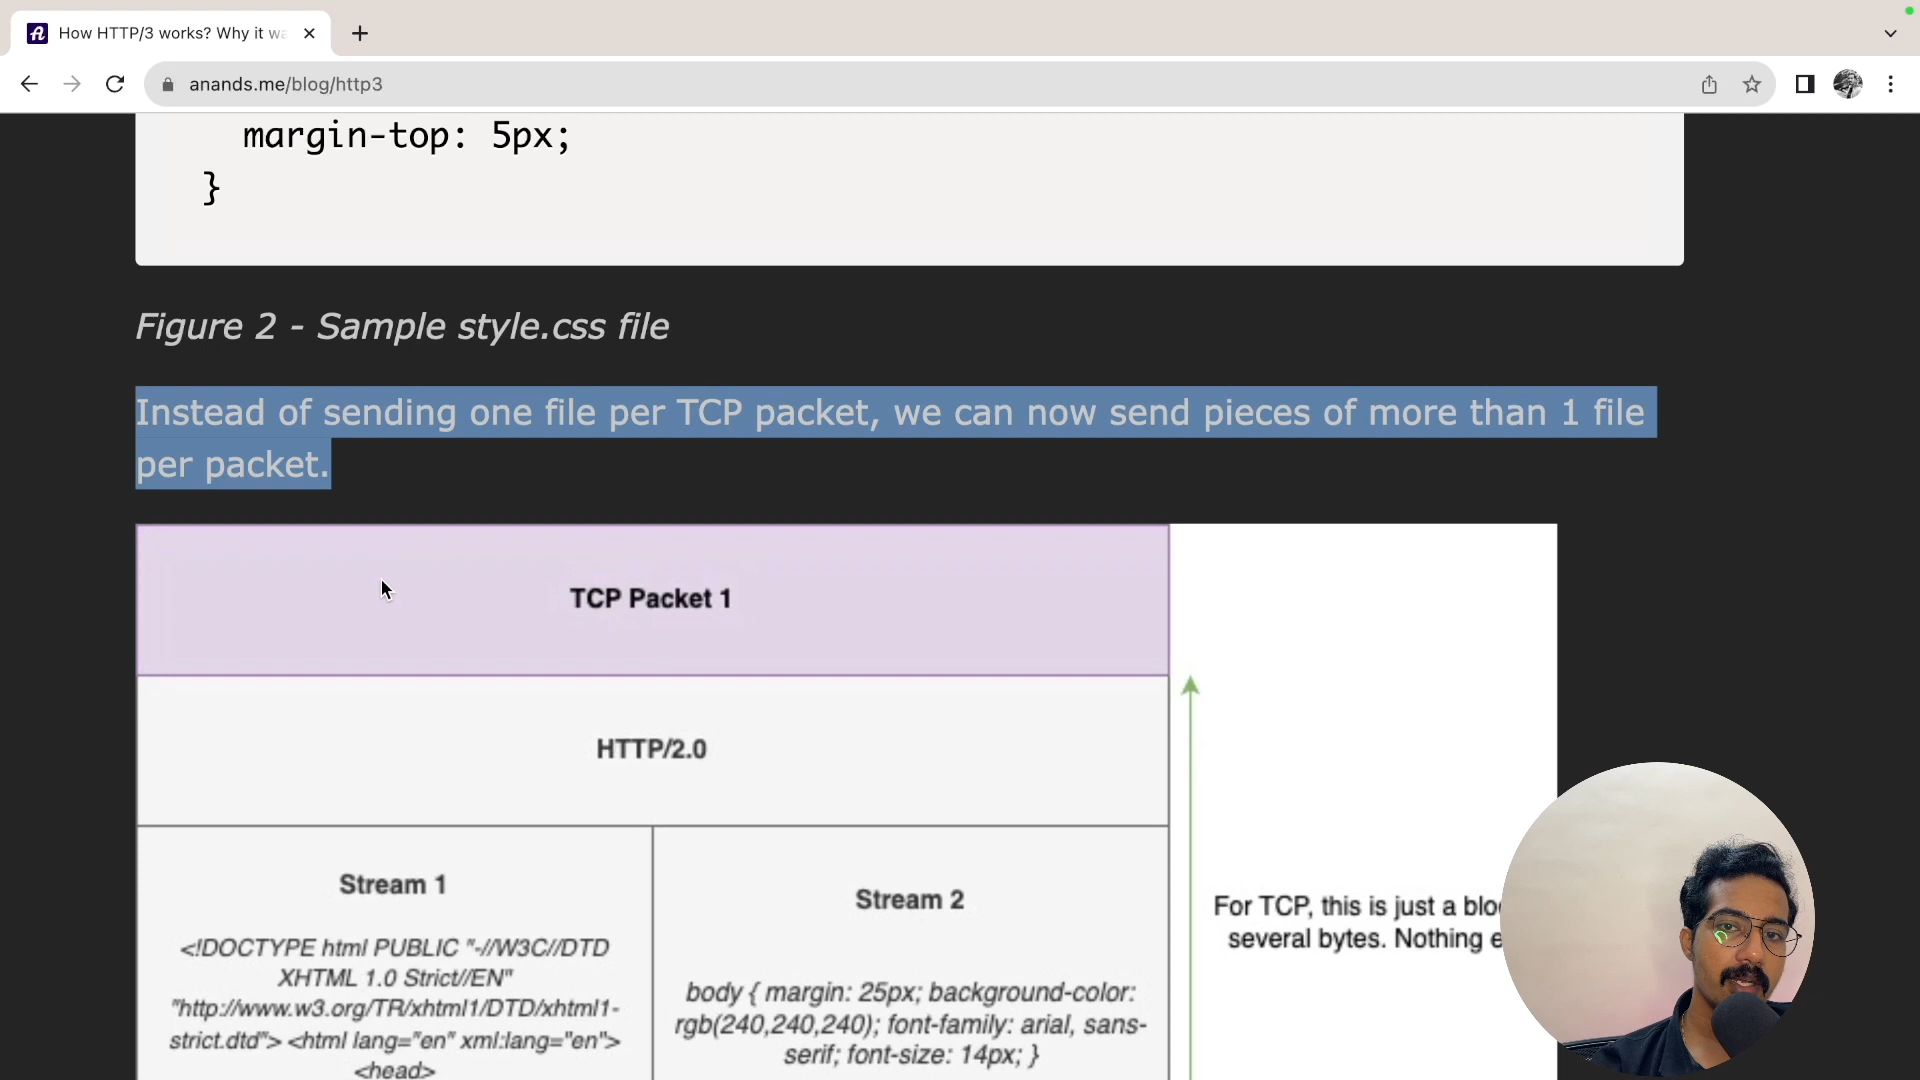 How HTTP/3 works? Why it wa
anands.me/blog/http3
margin-top: 5px;
}
Figure 2 - Sample style.css file
Instead of sending one file per TCP packet, we can now send pieces of more than 1 file
per packet.
TCP Packet 1
HTTP/2.0
Stream 1
<!DOCTYPE html PUBLIC "-//W3C//DTD
XHTML 1.0 Strict//EN"
"http://www.w3.org/TR/xhtml1/DTD/xhtml1-
strict.dtd"> <html lang="en" xml:lang="en">
<head>
Stream 2
body { margin: 25px; background-color:
rgb(240,240,240); font-family: arial, sans-
serif; font-size: 14px; }
For TCP, this is just a
several bytes. Nothing